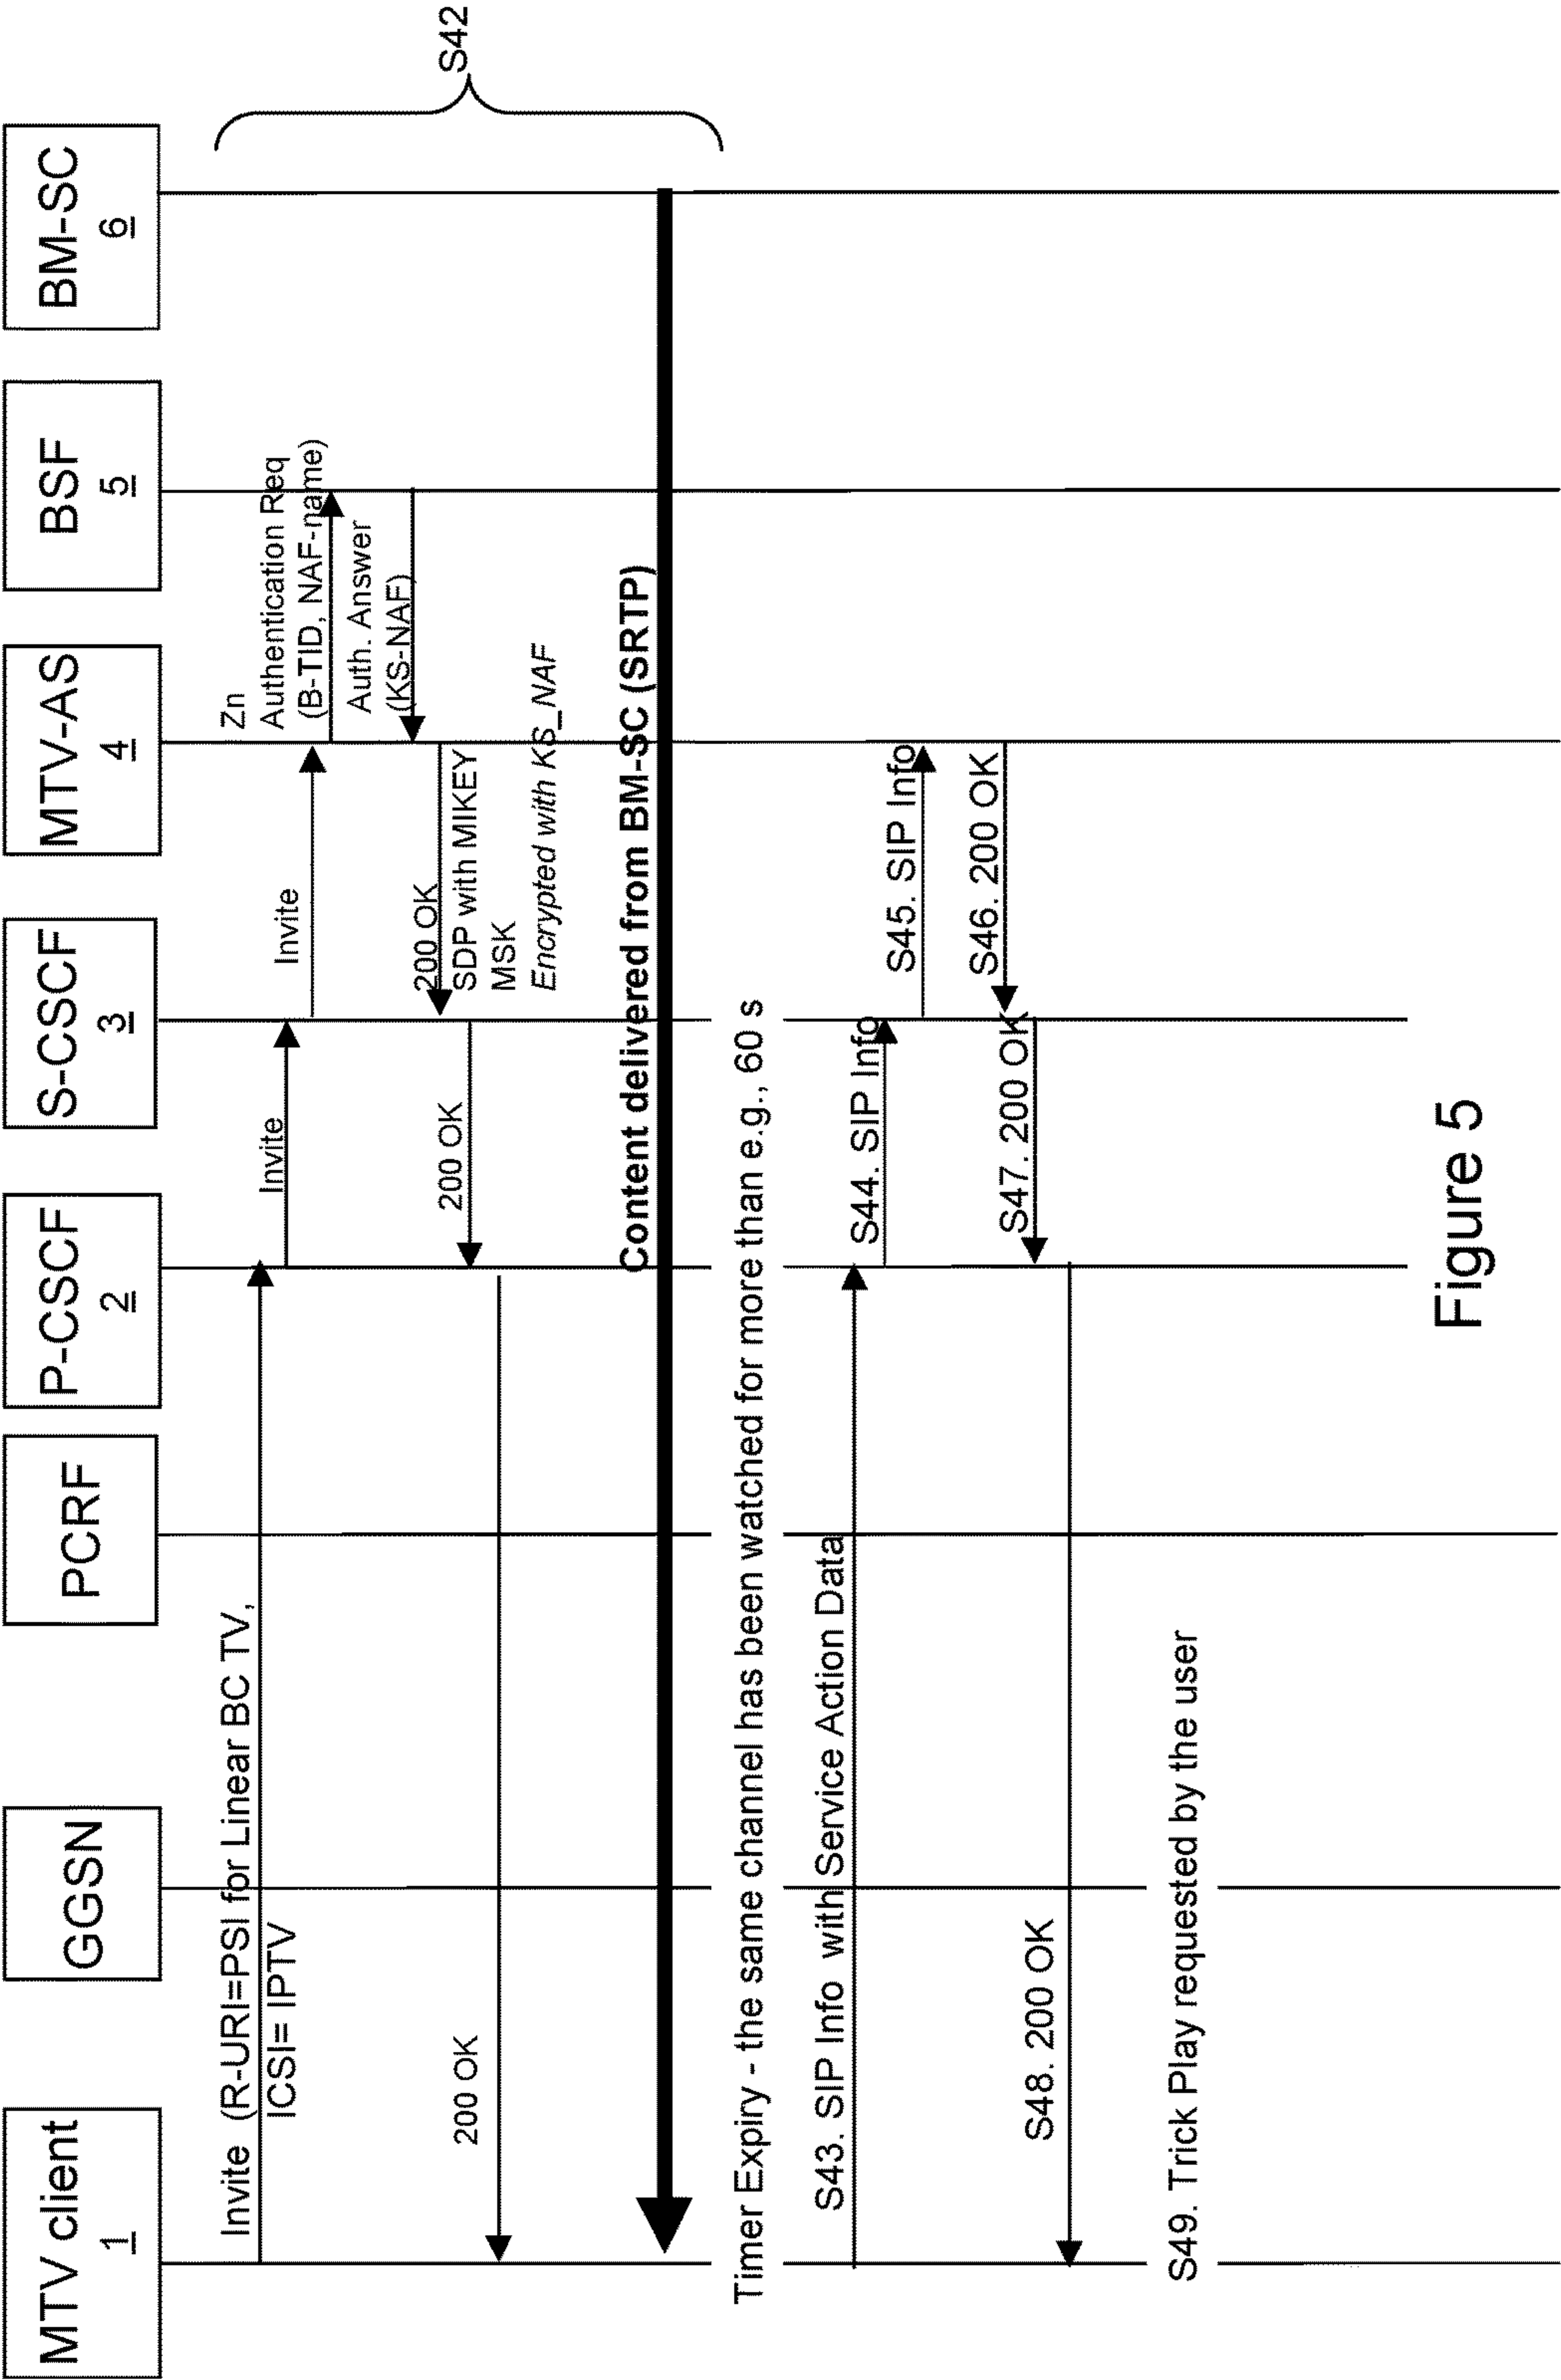 MTV client
1
GGSN
PCRF
P-CSCF
2
S-CSCF
3
MTV-AS
4
BSF
5
BM-SC
6
Invite (R-URI=PSI for Linear BC TV,
ICSI= IPTV
Invite
Invite
Zn
Authentication Req
(B-TID, NAF-name)
Auth. Answer
(KS-NAF)
200 OK
SDP with MIKEY
MSK
Encrypted with KS_NAF
200 OK
200 OK
S42
Content delivered from BM-SC (SRTP)
Timer Expiry - the same channel has been watched for more than e.g., 60 s
S43. SIP Info with Service Action Data
S44. SIP Info
S45. SIP Info
S46. 200 OK
S47. 200 OK
S48. 200 OK
S49. Trick Play requested by the user
Figure 5